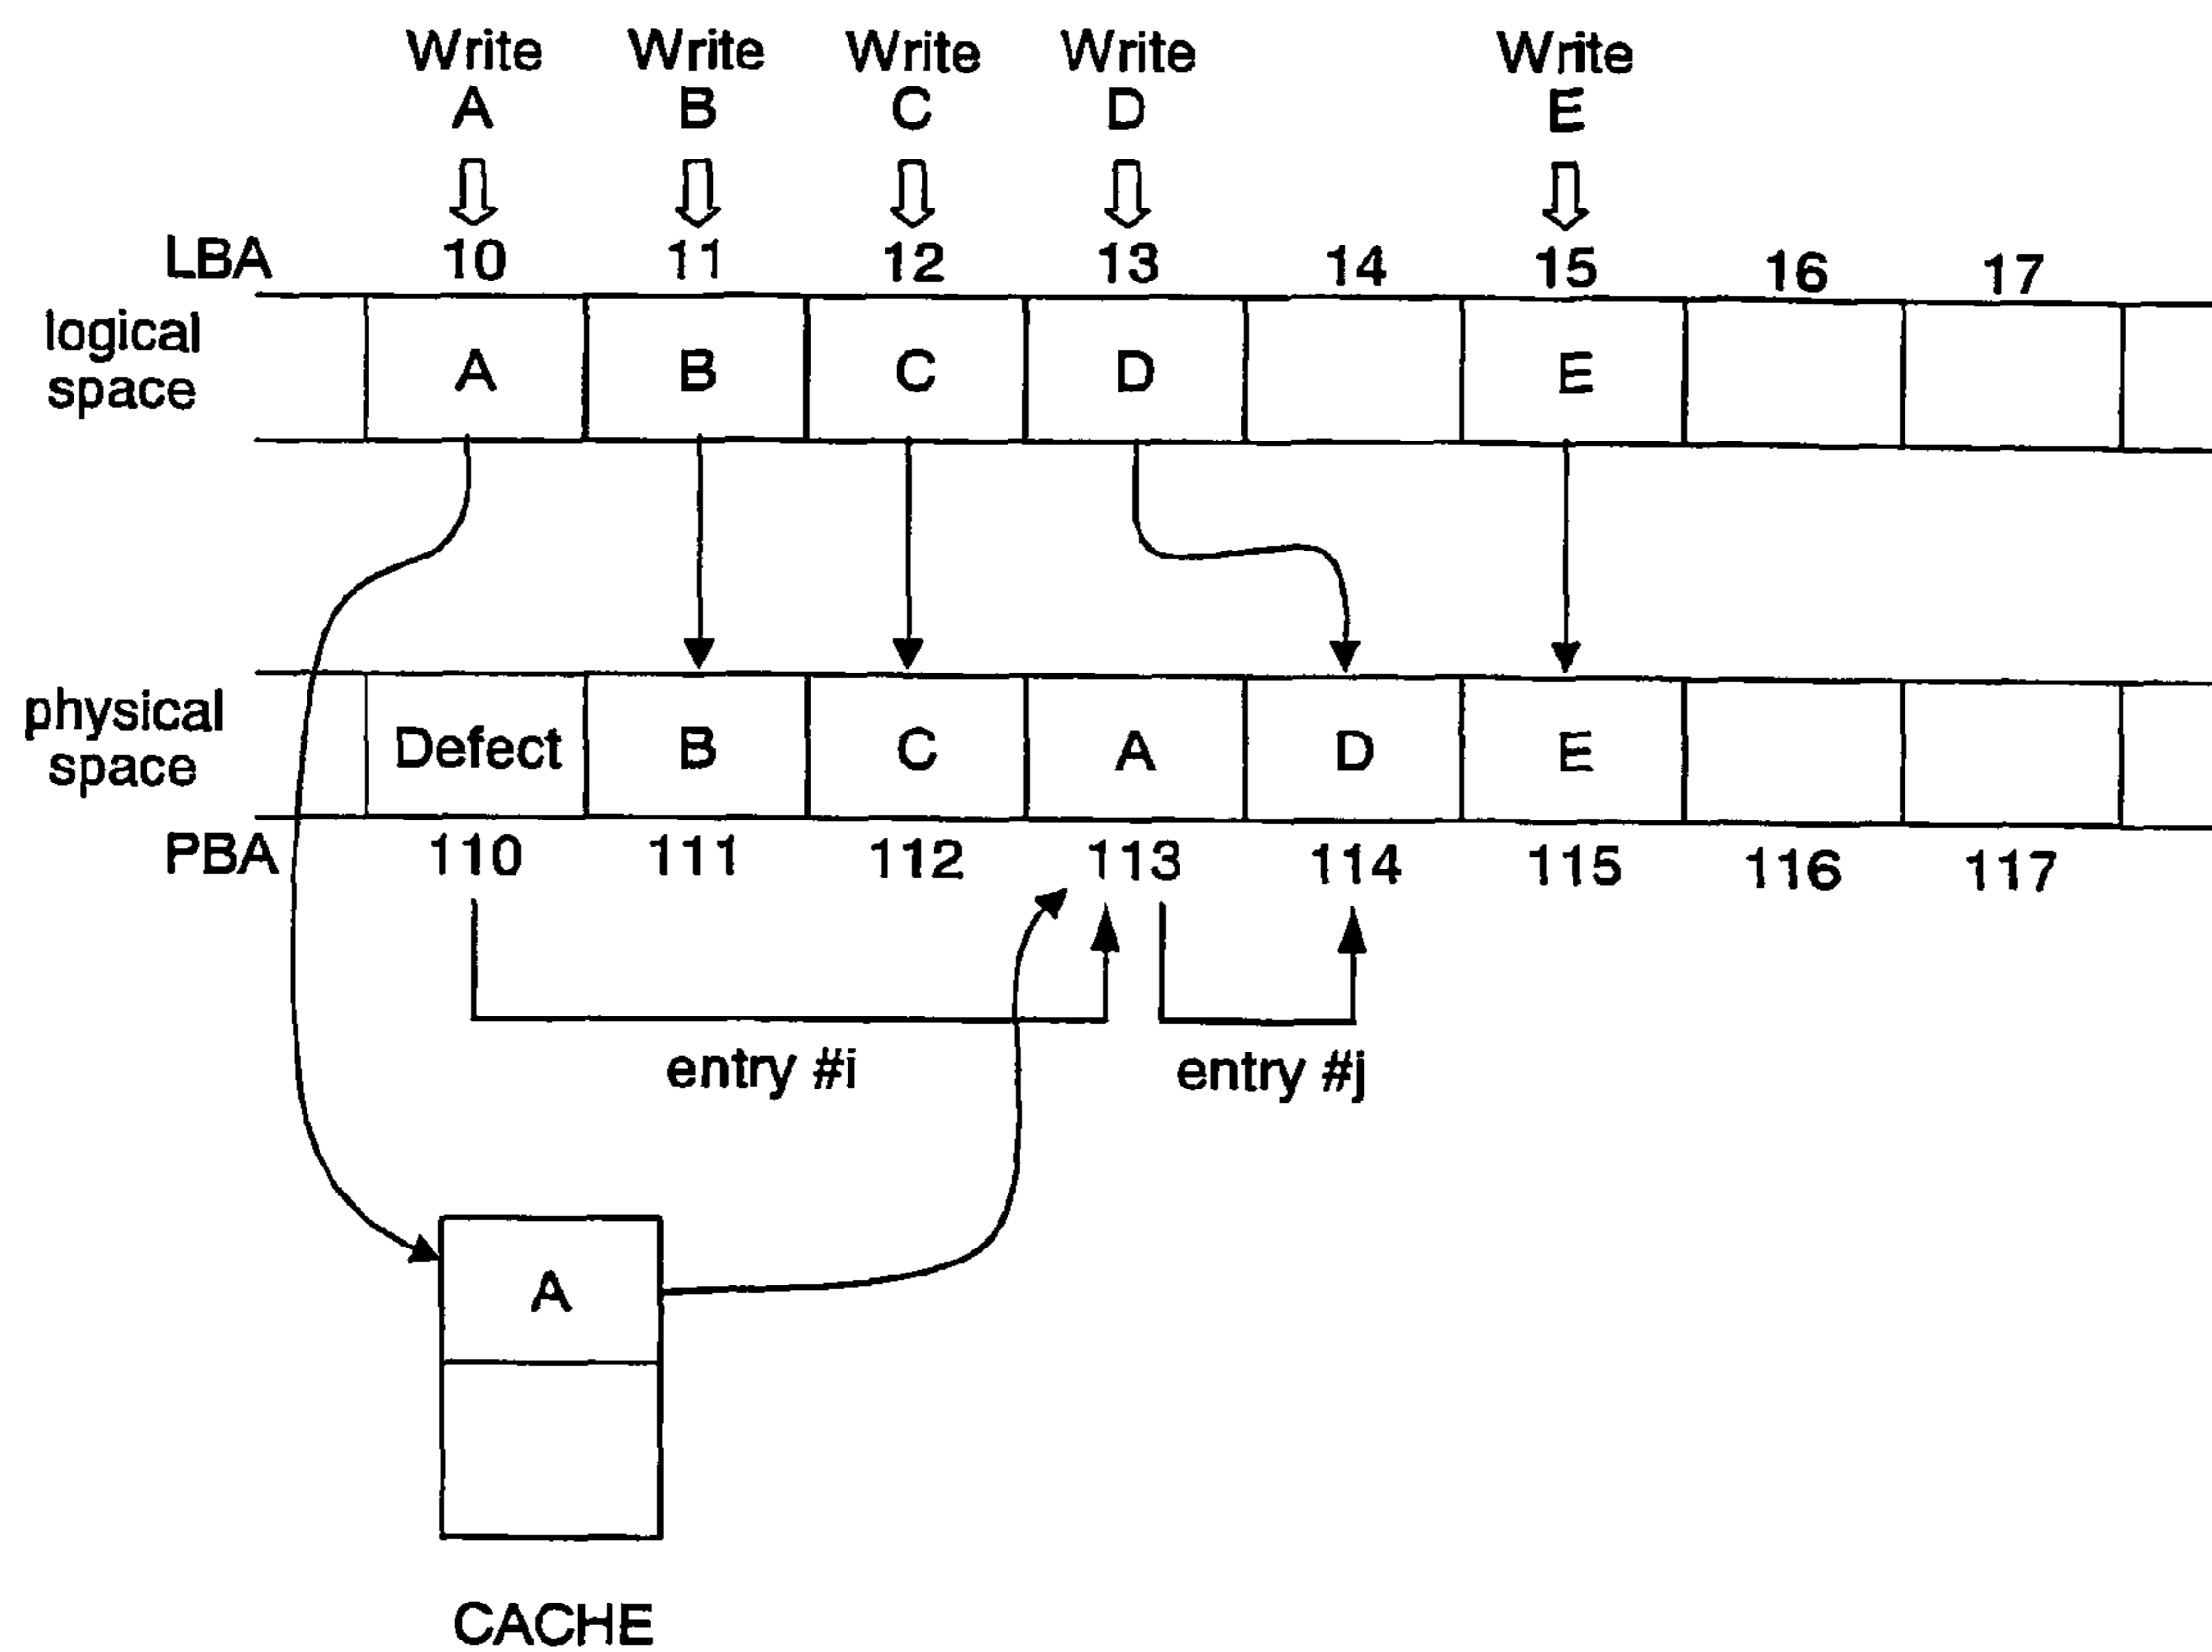 Write Write Write Write Write
A B C D E
LBA 10 11 12 13 14 15 16 17
logical
space
A B C D E
physical
space
Defect B C A D E
PBA 110 111 112 113 114 115 116 117
entry #i entry #j
A
CACHE